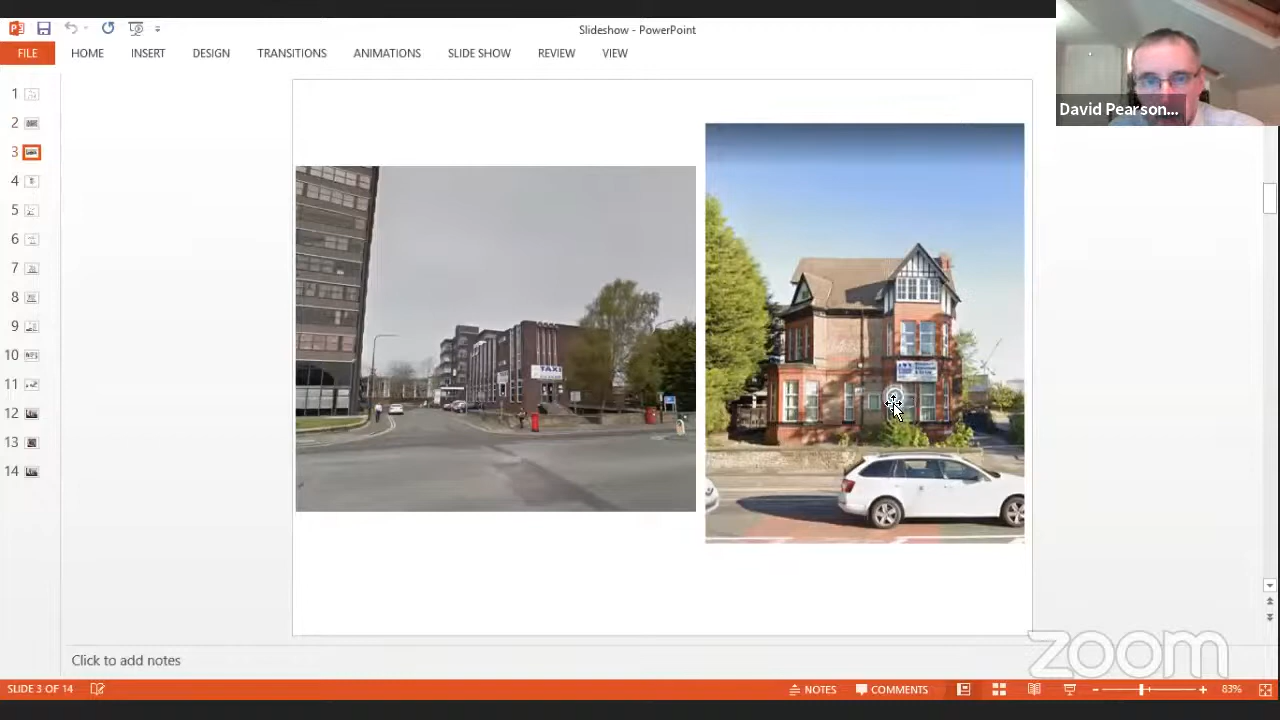 Slideshow - PowerPoint
David Pearson...
FILE
HOME
INSERT
DESIGN
TRANSITIONS
ANIMATIONS
SLIDE SHOW
REVIEW
VIEW
1
2
3
4
5
6
7
8
9
10
11
12
13
14
TAXI
Click to add notes
zoom
SLIDE 3 OF 14
NOTES
COMMENTS
83%